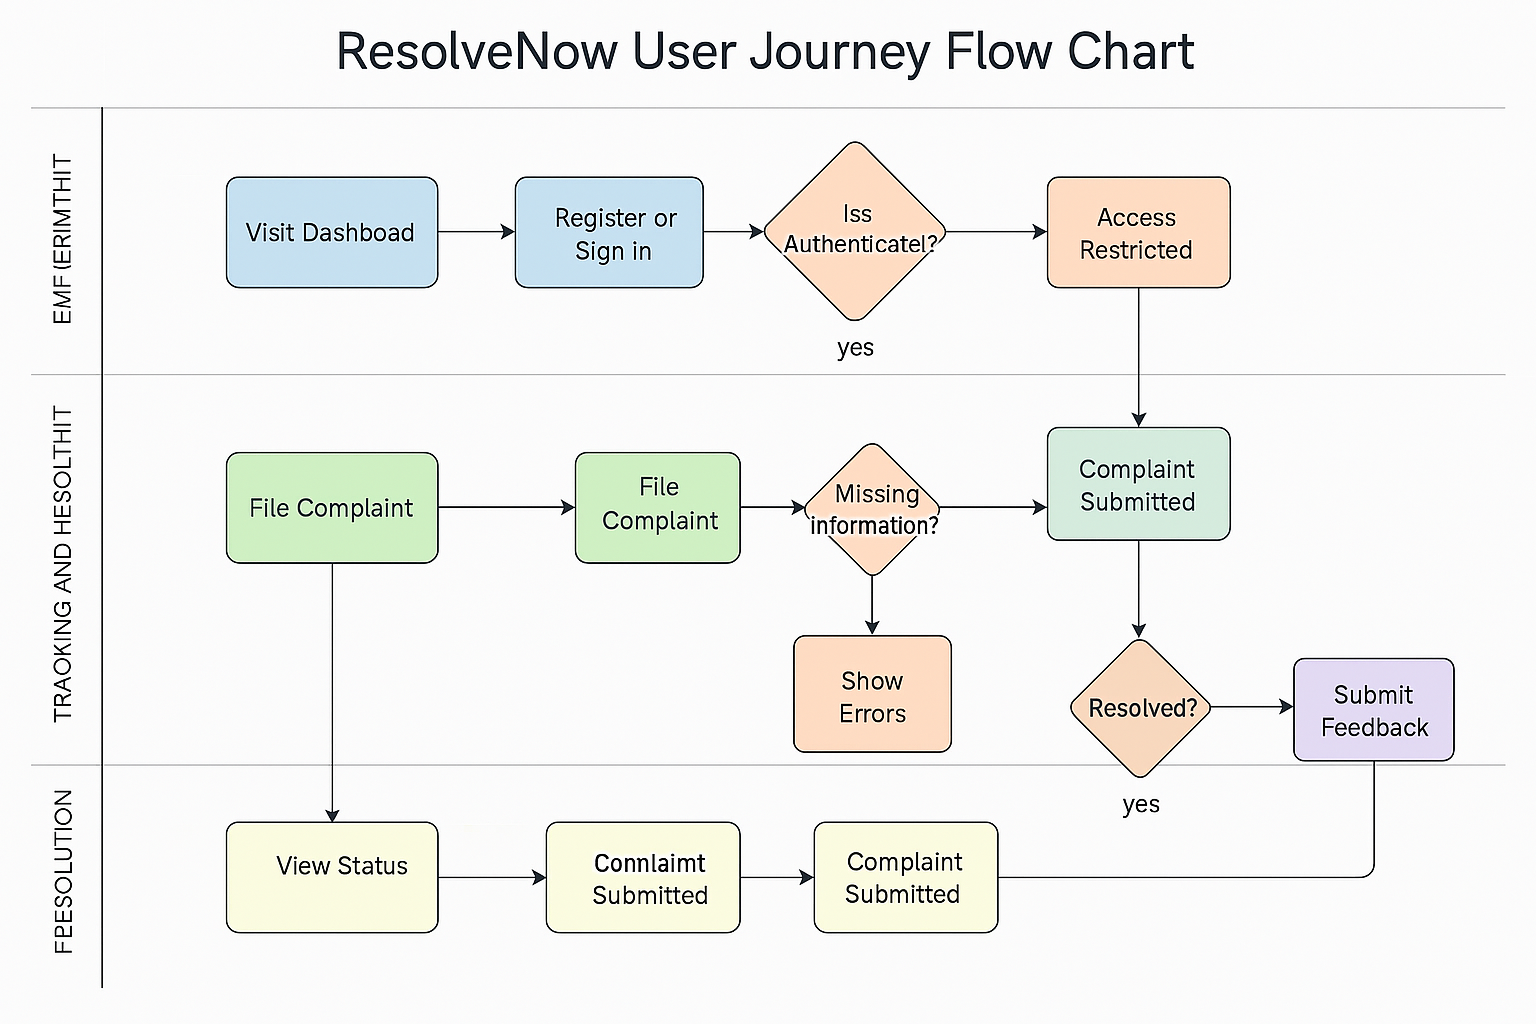 ResolveNow User Journey Flow Chart
EMF (ERIMTHIT
Visit Dashboad
Register or
Sign in
Iss
Authenticatel?
Access
Restricted
yes
TRAOKING AND HESOLTHIT
File Complaint
File
Complaint
Missing
information?
Complaint
Submitted
Show
Errors
Resolved?
Submit
Feedback
yes
FPESOLUTION
View Status
Connlaimt
Submitted
Complaint
Submitted